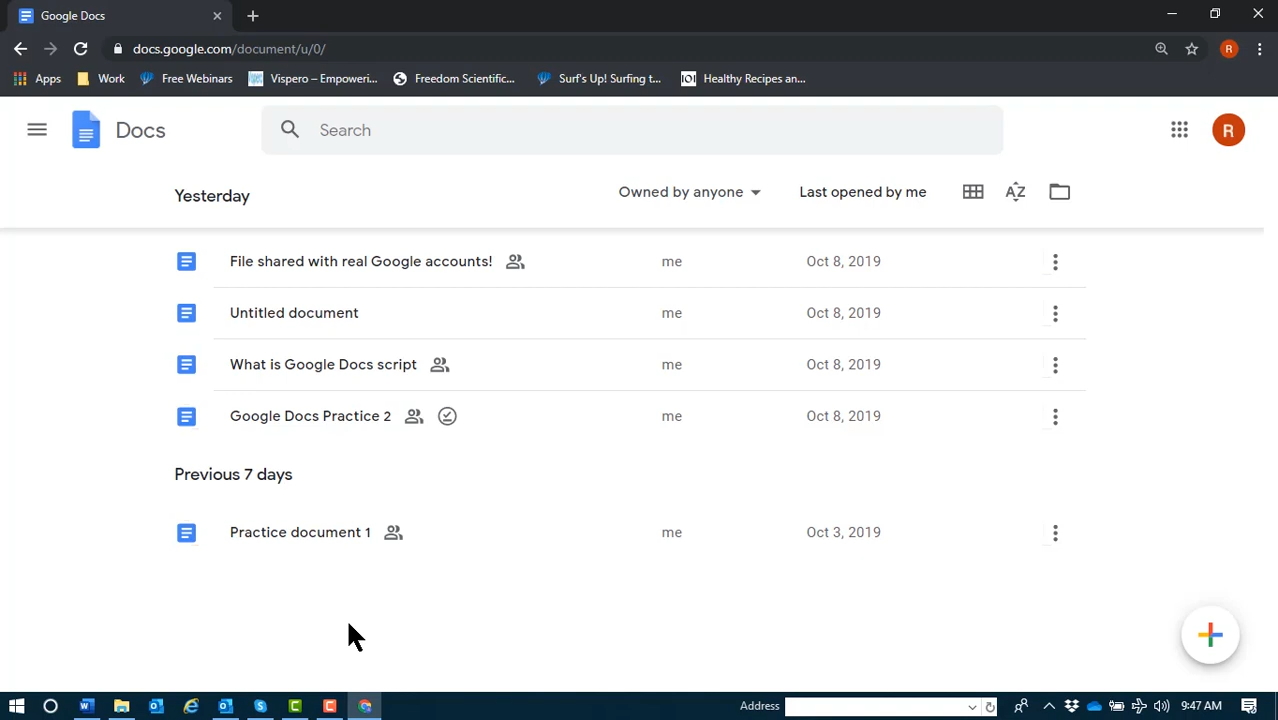 Google Docs
docs.google.com/document/u/0/
R
Apps Work Free Webinars Vispero – Empoweri... Freedom Scientific... Surf's Up! Surfing t... 101 Healthy Recipes an...
Docs Search R
Yesterday Owned by anyone Last opened by me AZ
File shared with real Google accounts! me Oct 8, 2019
Untitled document me Oct 8, 2019
What is Google Docs script me Oct 8, 2019
Google Docs Practice 2 me Oct 8, 2019
Previous 7 days
Practice document 1 me Oct 3, 2019
Address 9:47 AM